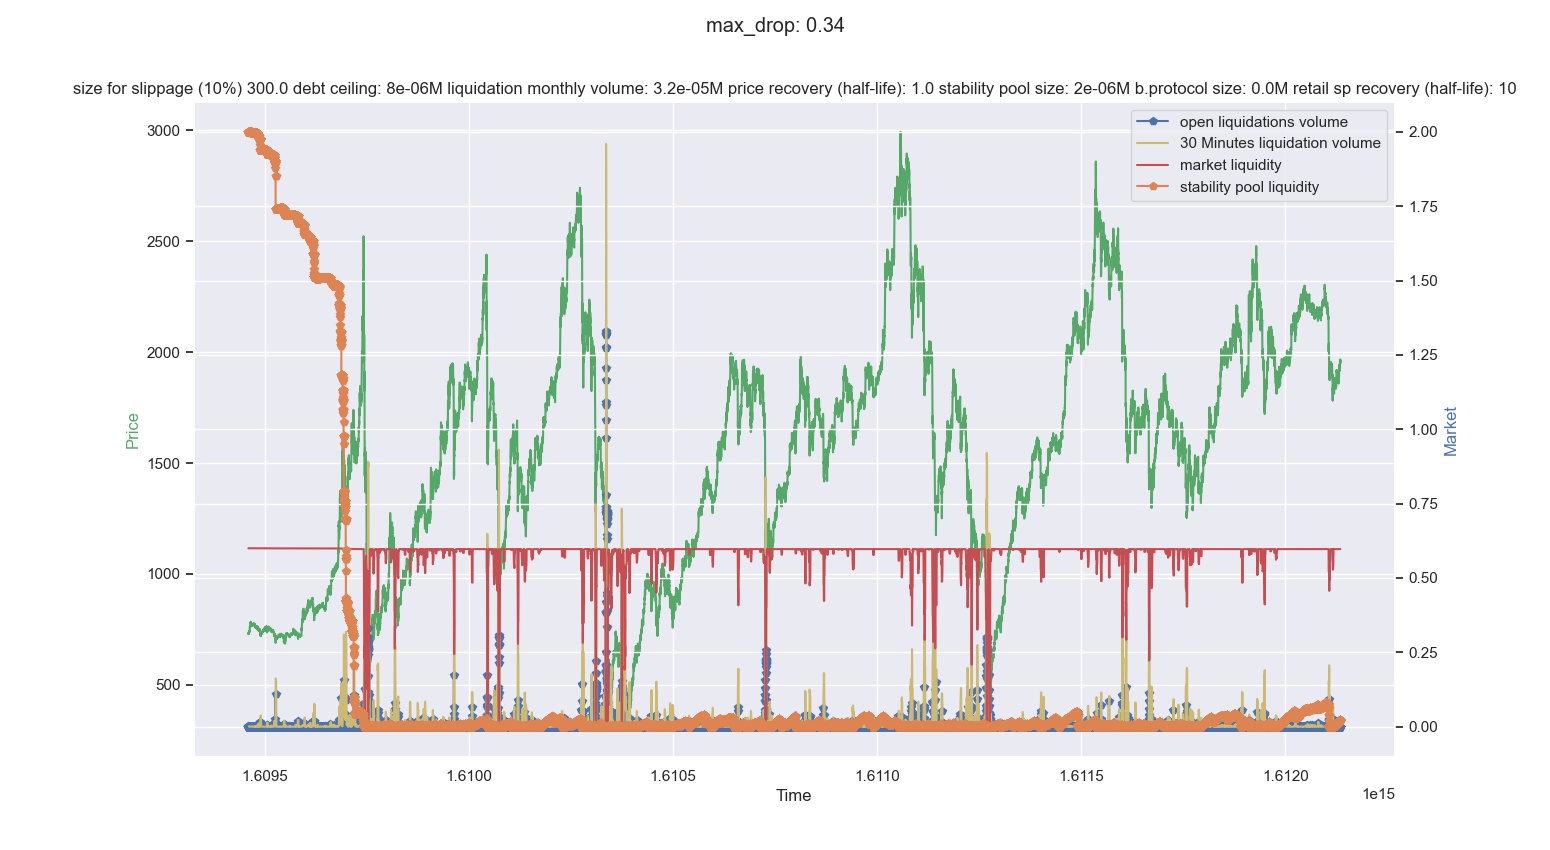 max_drop: 0.34
size for slippage (10%) 300.0 debt ceiling: 8e-06M liquidation monthly volume: 3.2e-05M price recovery (half-life): 1.0 stability pool size: 2e-06M b.protocol size: 0.0M retail sp recovery (half-life): 10
open liquidations volume
30 Minutes liquidation volume
market liquidity
stability pool liquidity
3000
2500
2000
1500
1000
500
Price
2.00
1.75
1.50
1.25
1.00
0.75
0.50
0.25
0.00
Market
1.6095 1.6100 1.6105 1.6110 1.6115 1.6120
Time
1e15